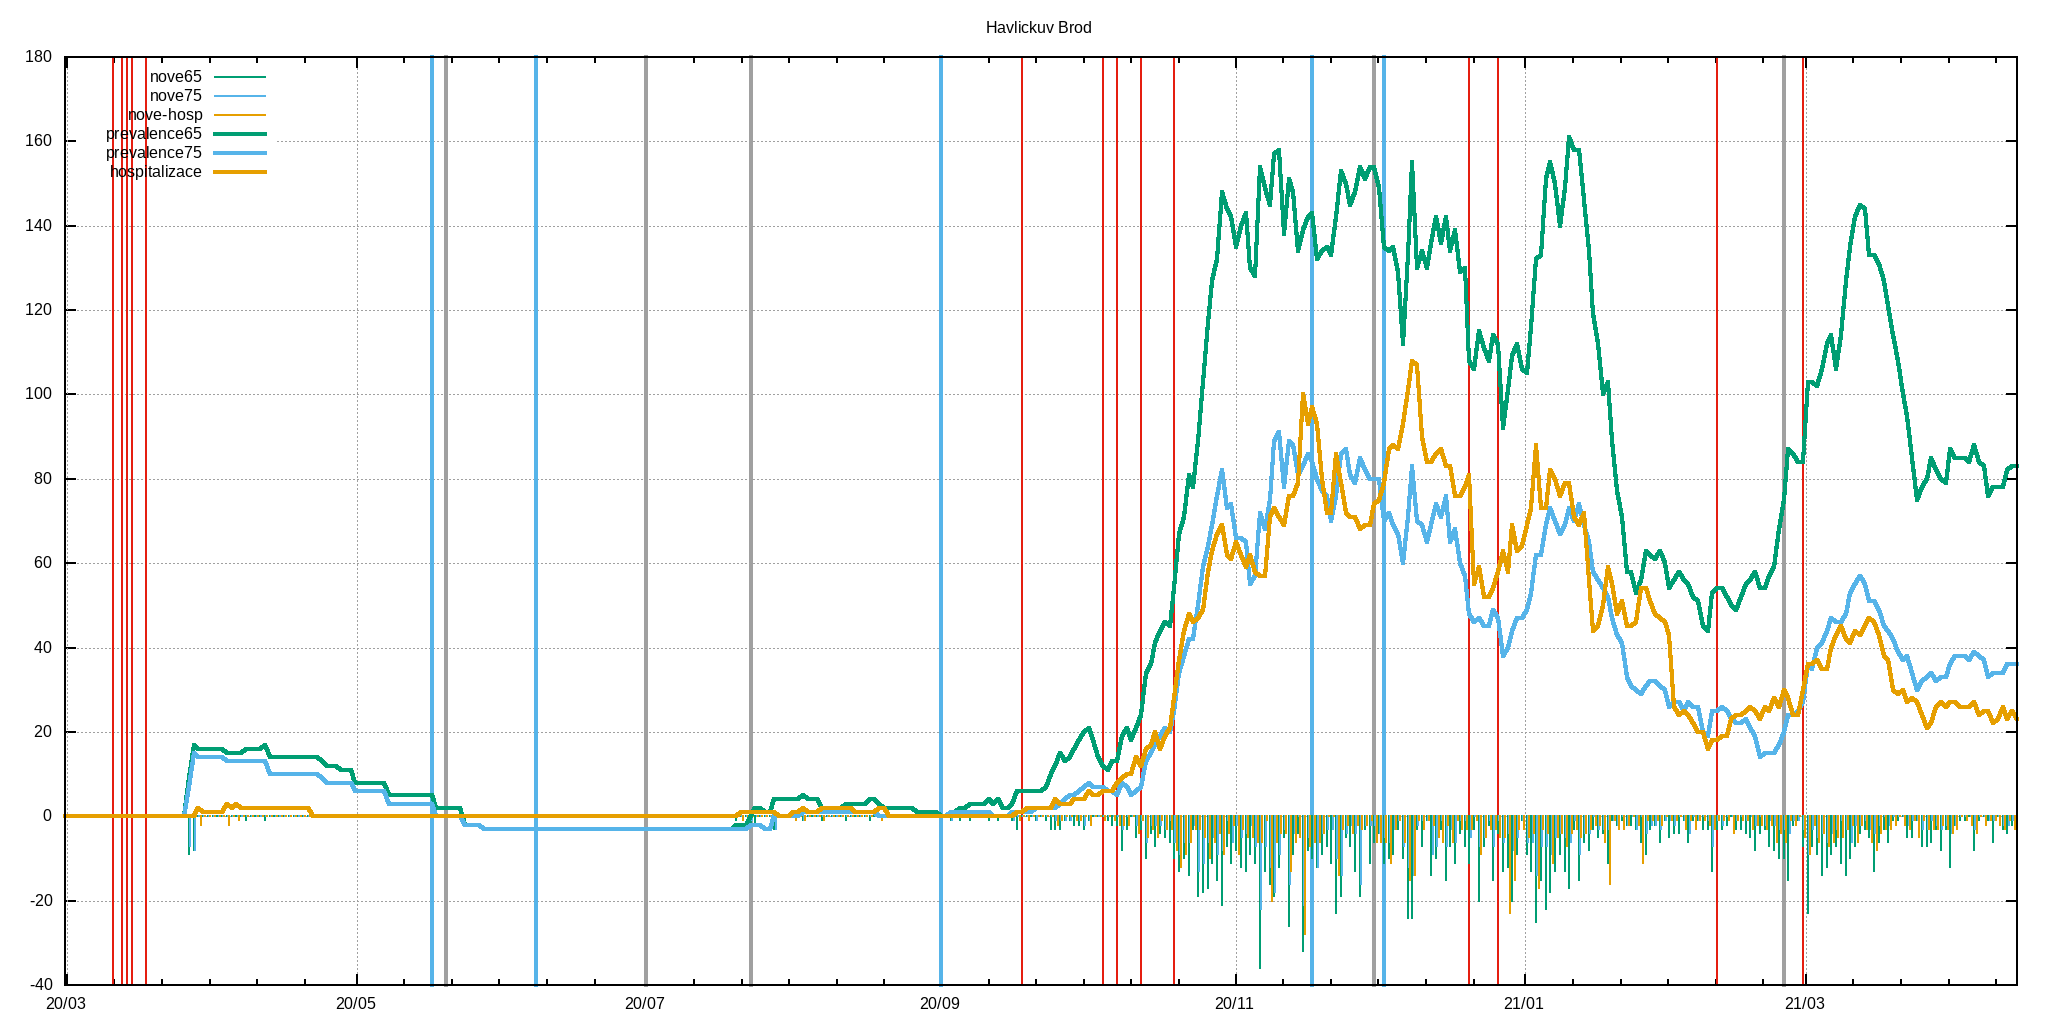 Havlickuv Brod
180
160
140
120
100
80
60
40
20
0
-20
-40
nove65
nove75
nove-hosp
prevalence65
prevalence75
hospitalizace
20/03 20/05 20/07 20/09 20/11 21/01 21/03